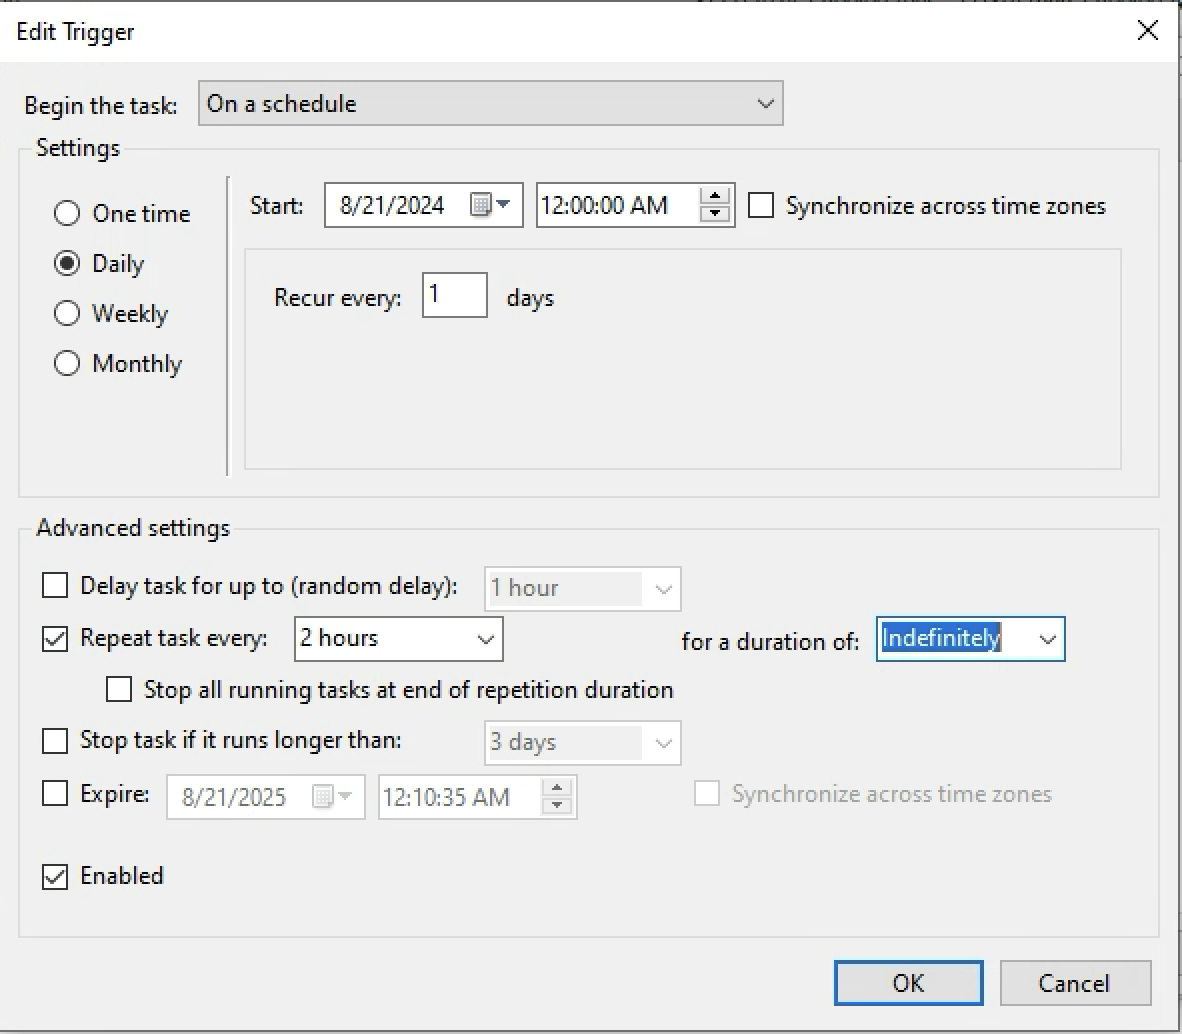 Edit Trigger
Begin the task: On a schedule
Settings
One time
Daily
Weekly
Monthly
Start: 8/21/2024 12:00:00 AM Synchronize across time zones
Recur every: 1 days
Advanced settings
Delay task for up to (random delay): 1 hour
Repeat task every: 2 hours for a duration of: Indefinitely
Stop all running tasks at end of repetition duration
Stop task if it runs longer than: 3 days
Expire: 8/21/2025 12:10:35 AM Synchronize across time zones
Enabled
OK Cancel